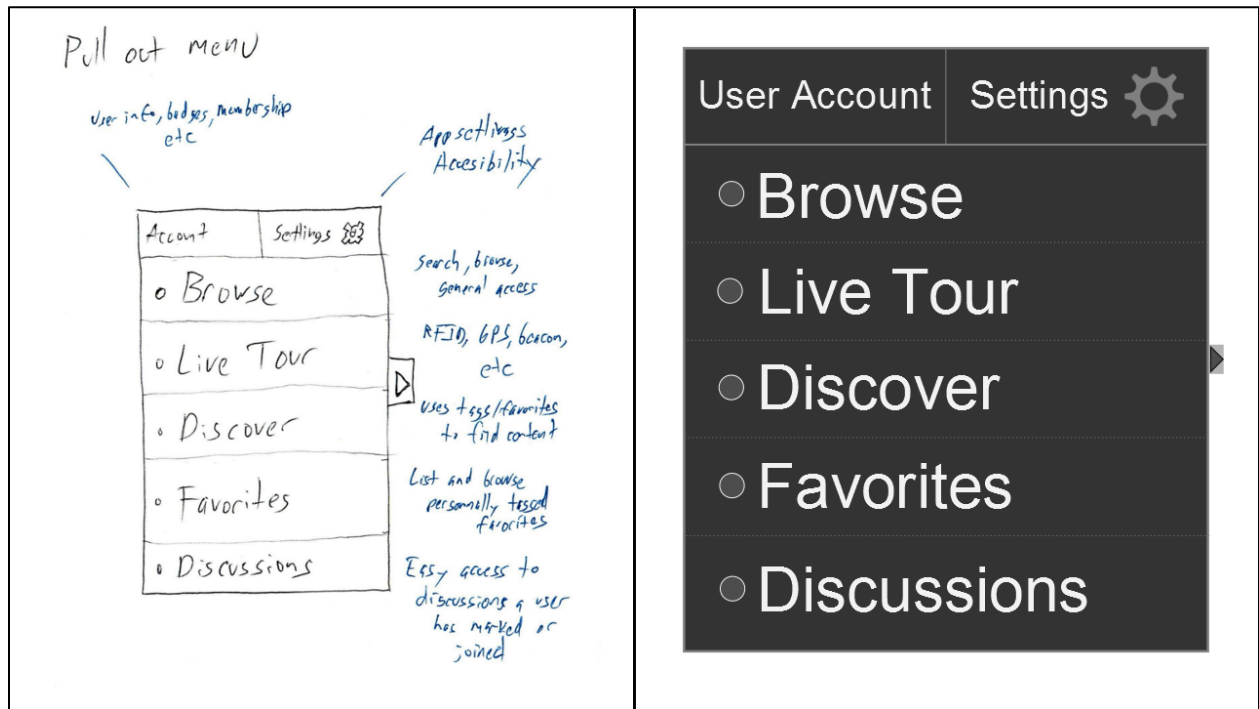 Pull out menu
User info, badges, membership
etc
App settings
Accesibility
Account
Settings
Browse
Live Tour
Discover
Favorites
Discussions
Search, browse,
general access
RFID, GPS, beacon,
etc
Uses tags/favorites
to find content
List and browse
personally tagged
favorites
Easy access to
discussions a user
has marked or
joined
User Account
Settings
Browse
Live Tour
Discover
Favorites
Discussions